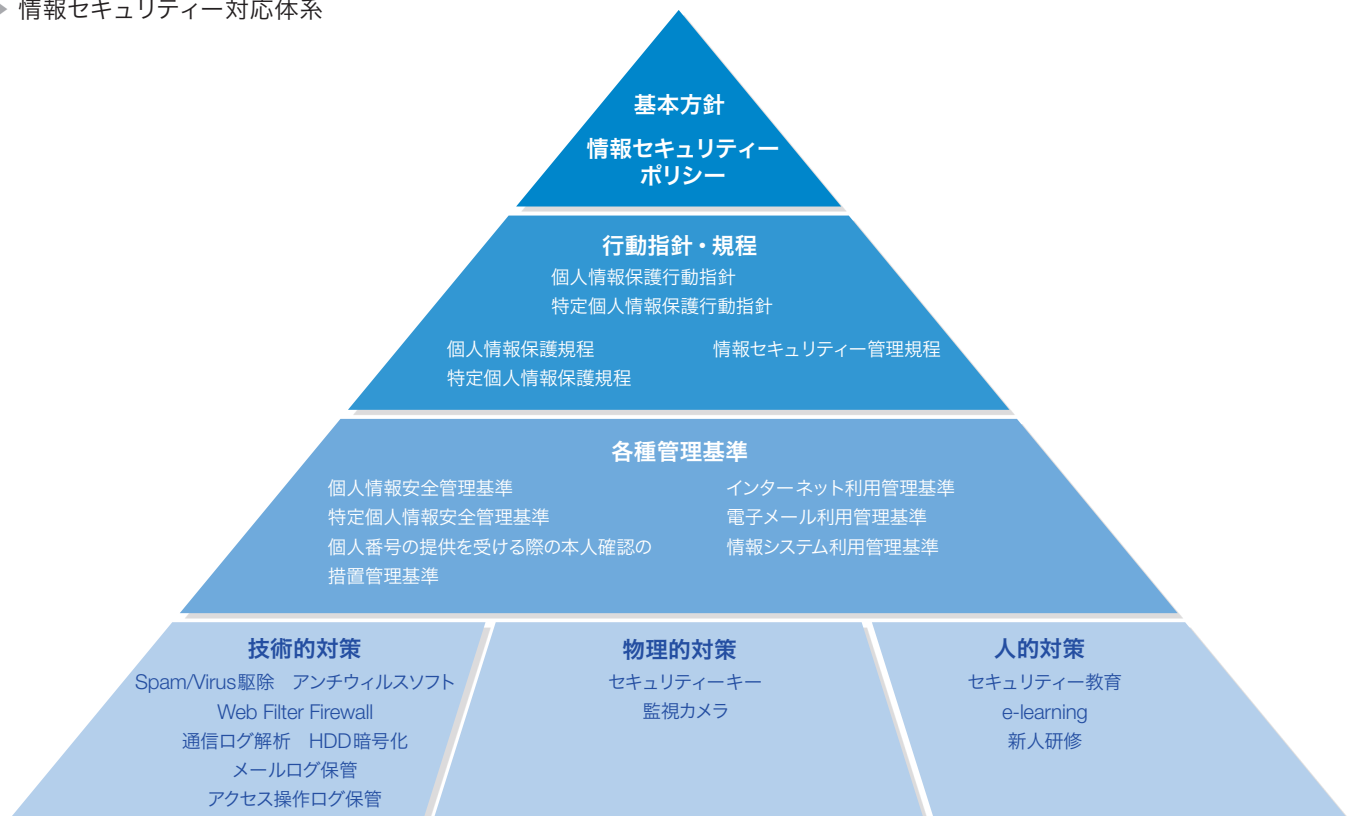 情報セキュリティー対応体系
基本方針
情報セキュリティー
ポリシー
行動指針・規程
個人情報保護行動指針
特定個人情報保護行動指針
個人情報保護規程
特定個人情報保護規程
情報セキュリティー管理規程
各種管理基準
個人情報安全管理基準
特定個人情報安全管理基準
個人番号の提供を受ける際の本人確認の
措置管理基準
インターネット利用管理基準
電子メール利用管理基準
情報システム利用管理基準
技術的対策
Spam/Virus駆除　アンチウィルスソフト
Web Filter Firewall
通信ログ解析　HDD暗号化
メールログ保管
アクセス操作ログ保管
物理的対策
セキュリティーキー
監視カメラ
人的対策
セキュリティー教育
e-learning
新人研修